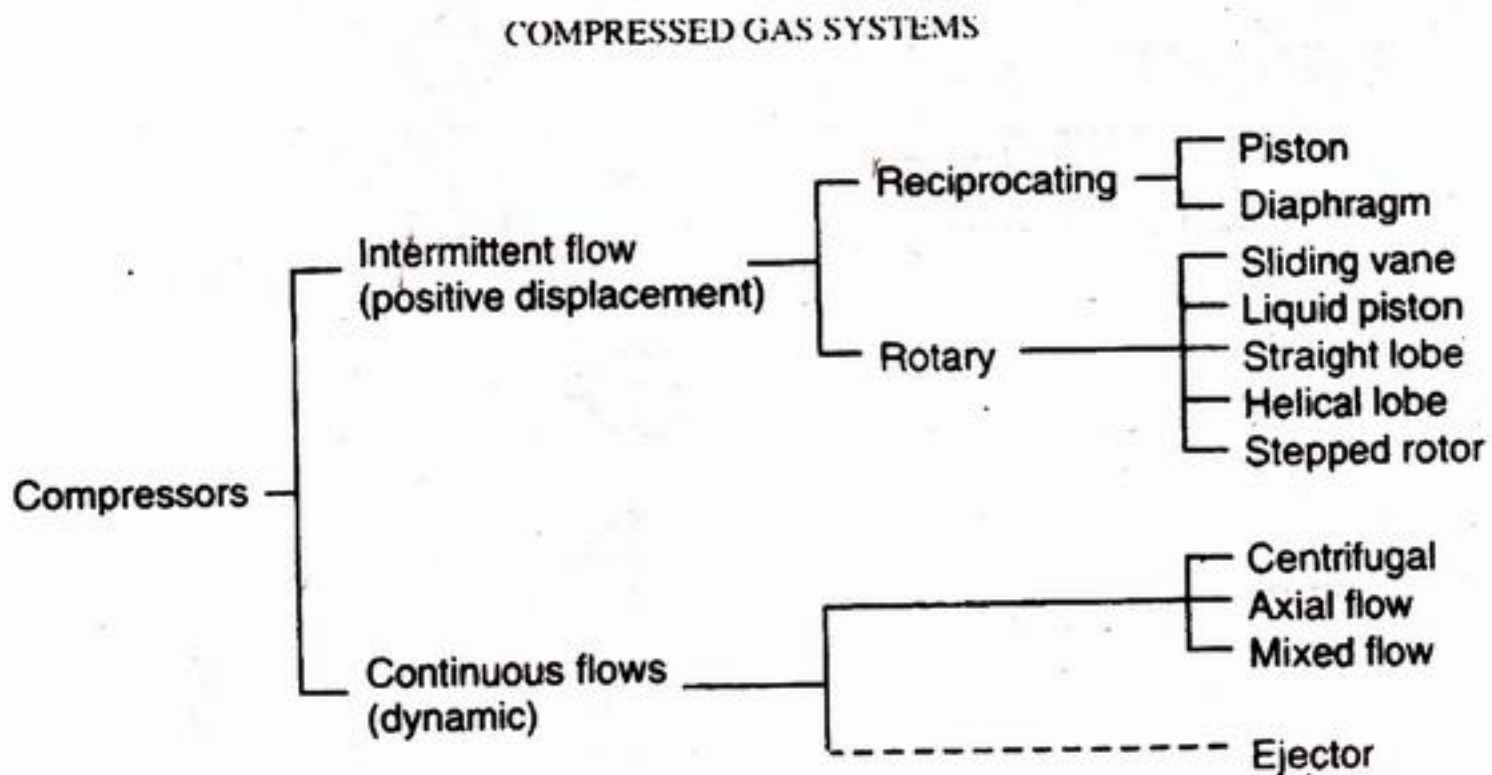 COMPRESSED GAS SYSTEMS
Piston
Reciprocating
Diaphragm
Intermittent flow
(positive displacement)
Sliding vane
Liquid piston
Rotary
Straight lobe
Helical lobe
Stepped rotor
Compressors
Centrifugal
Axial flow
Mixed flow
Continuous flows
(dynamic)
Ejector